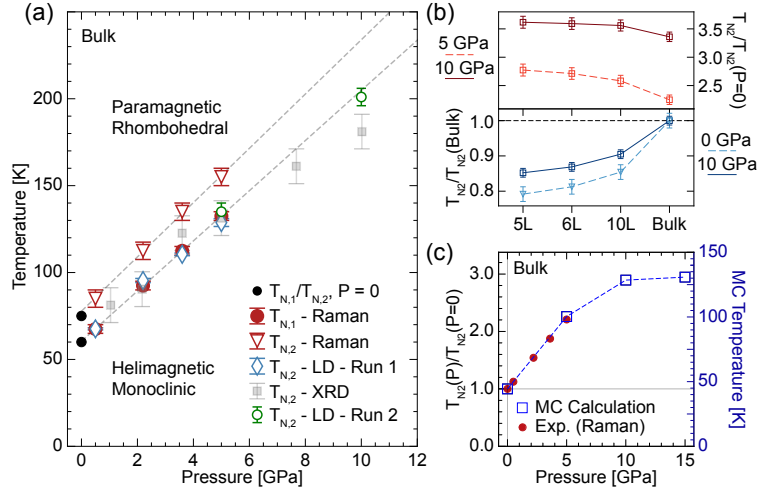 (a)
Bulk
Paramagnetic
Rhombohedral
Helimagnetic
Monoclinic
T_N,1/T_N,2, P = 0
T_N,1 - Raman
T_N,2 - Raman
T_N,2 - LD - Run 1
T_N,2 - XRD
T_N,2 - LD - Run 2
Temperature [K]
250
200
150
100
50
0
0 2 4 6 8 10 12
Pressure [GPa]
(b)
5 GPa
10 GPa
3.5
2.5
T_N2/T_N2(P=0)
T_N2/T_N2(Bulk)
1.0
0.9
0.8
0 GPa
10 GPa
5L 6L 10L Bulk
(c)
Bulk
T_N2(P)/T_N2(P=0)
3.0
2.0
1.0
0.0
MC Calculation
Exp. (Raman)
150
100
50
0
MC Temperature [K]
0.0 5.0 10 15
Pressure [GPa]